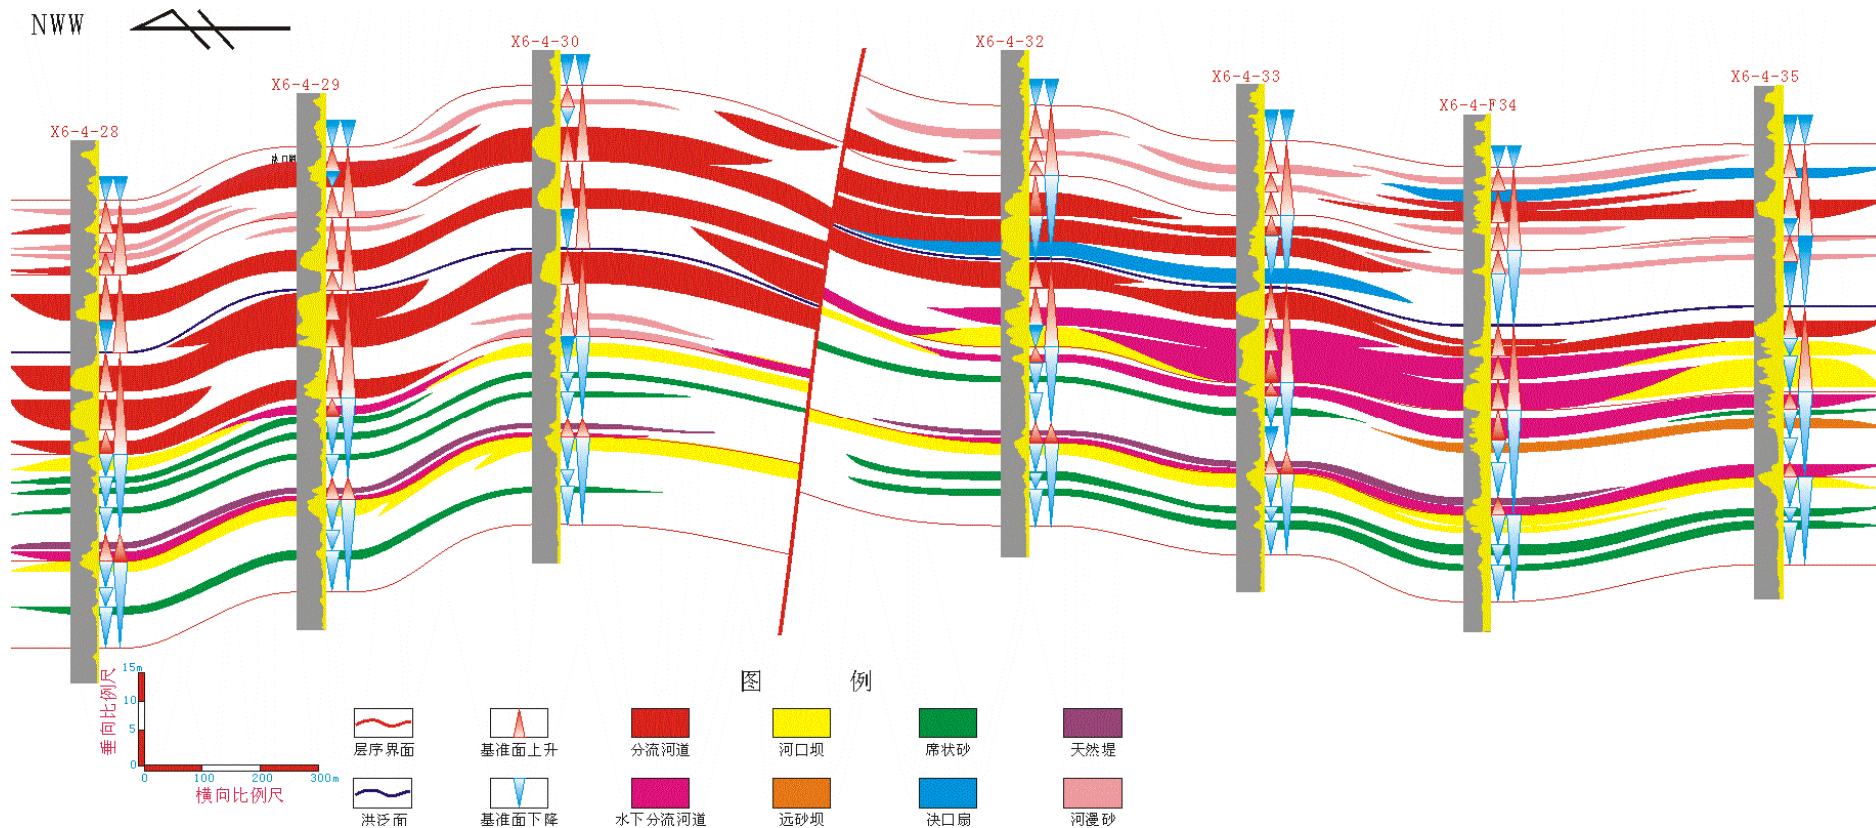 NWW
X6-4-28
X6-4-29
X6-4-30
X6-4-32
X6-4-33
X6-4-F34
X6-4-35
决口扇
垂向比例尺
15m
10
5
0
0 100 200 300m
横向比例尺
图 例
层序界面 基准面上升 分流河道 河口坝 席状砂 天然堤
洪泛面 基准面下降 水下分流河道 远砂坝 决口扇 河漫砂